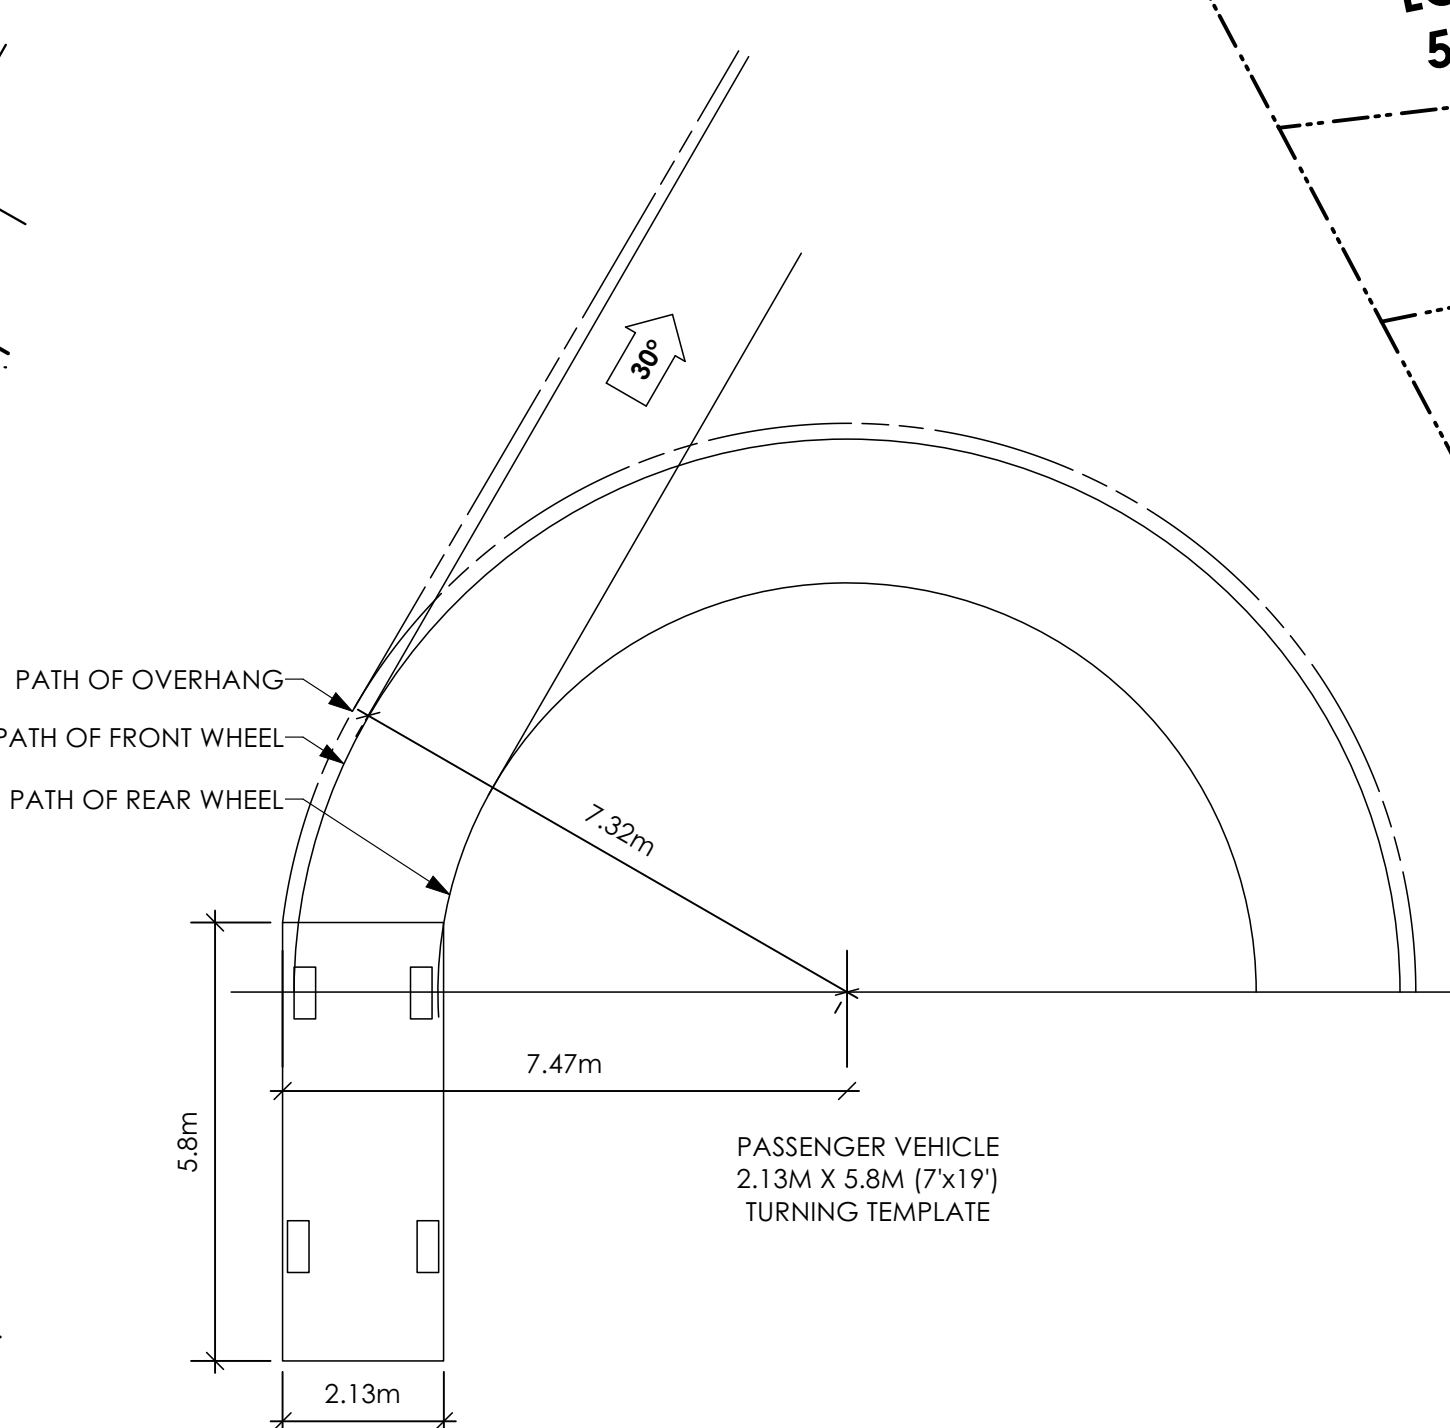 5
30°
PATH OF OVERHANG
PATH OF FRONT WHEEL
PATH OF REAR WHEEL
7.32m
7.47m
5.8m
PASSENGER VEHICLE
2.13M X 5.8M (7'x19')
TURNING TEMPLATE
2.13m